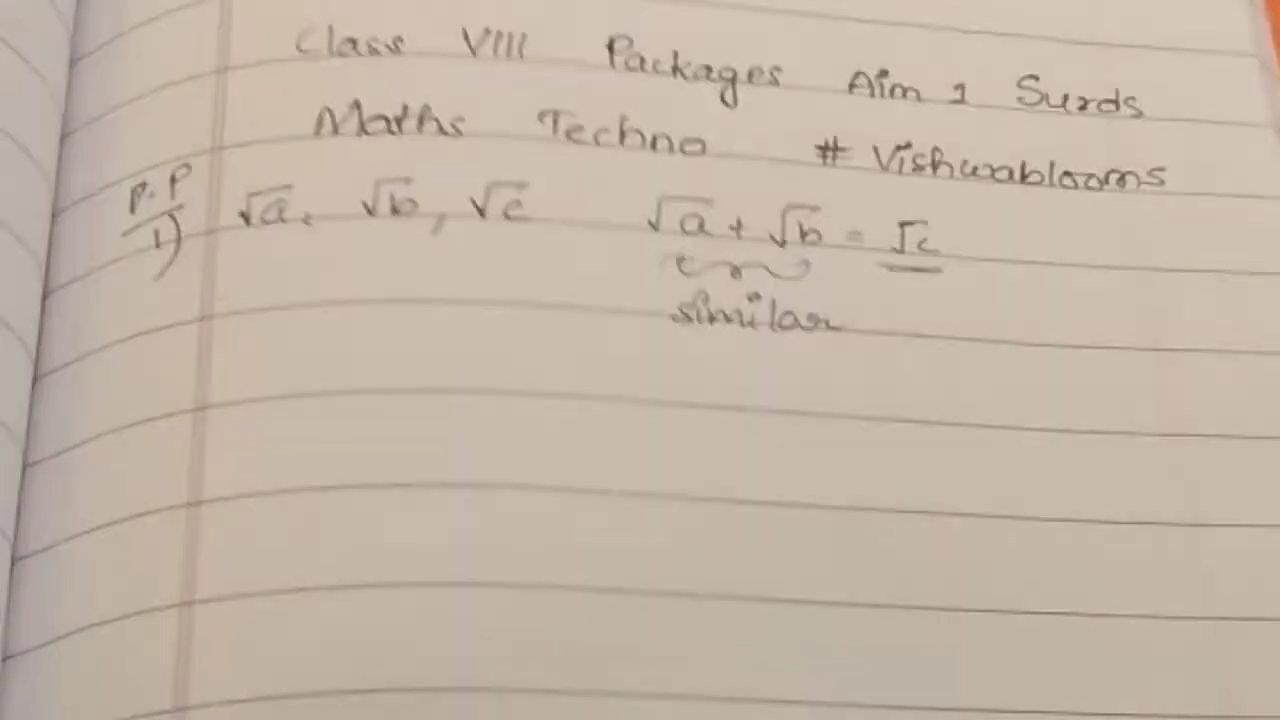 Class VIII Packages Aim 1 Surds
Maths Techno # Vishwablooms
P.P
1) √a, √b, √c √a + √b = √c
similar